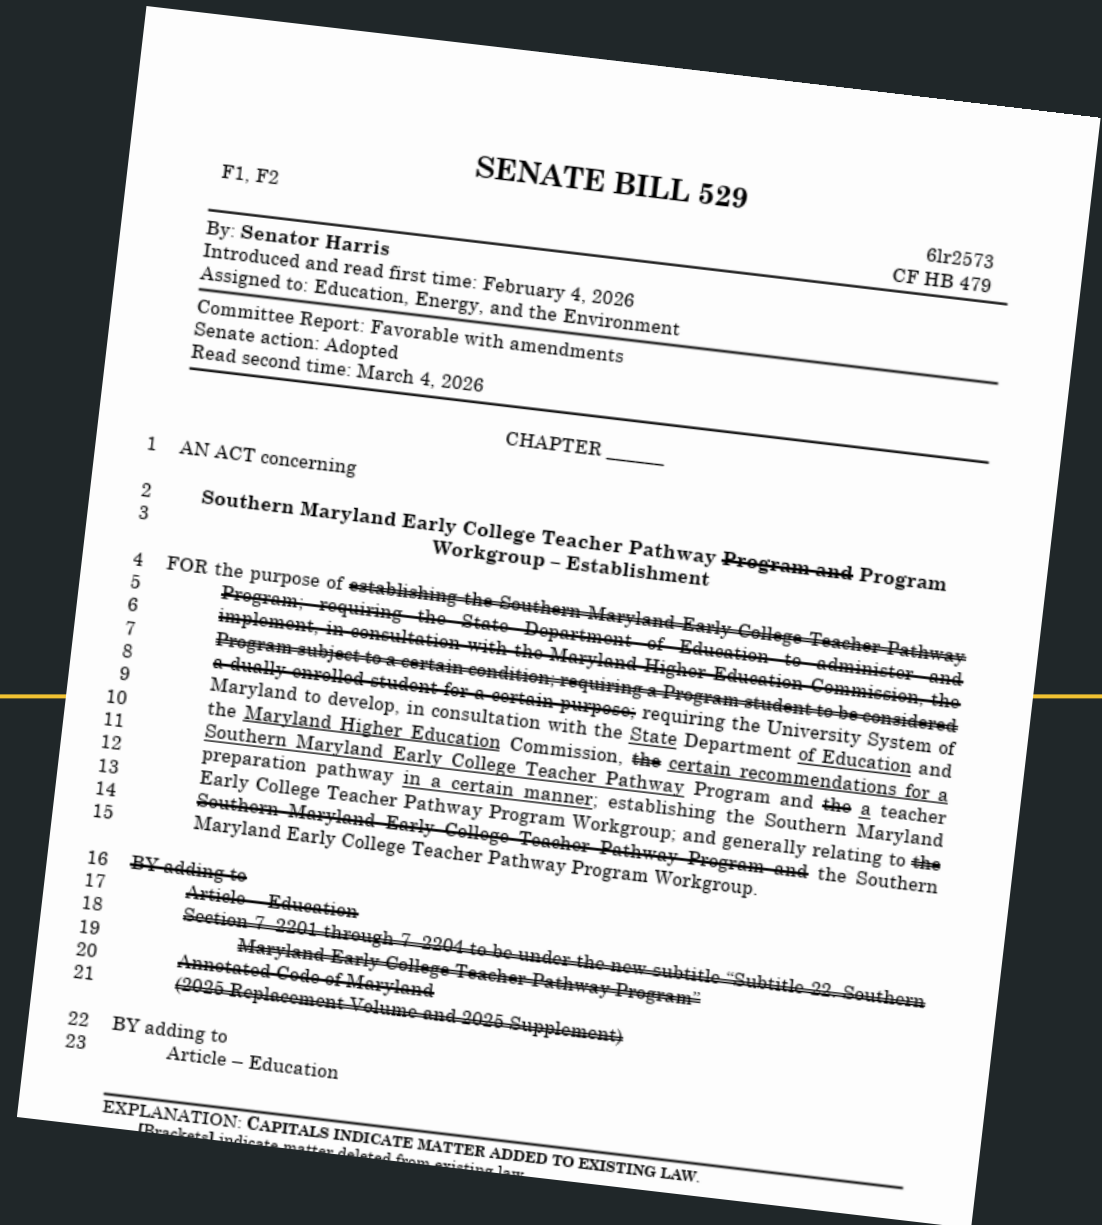 F1, F2
SENATE BILL 529
6lr2573
CF HB 479
By: Senator Harris
Introduced and read first time: February 4, 2026
Assigned to: Education, Energy, and the Environment
Committee Report: Favorable with amendments
Senate action: Adopted
Read second time: March 4, 2026
CHAPTER ______
1 AN ACT concerning
2 Southern Maryland Early College Teacher Pathway Program and Program
3 Workgroup – Establishment
4 FOR the purpose of establishing the Southern Maryland Early College Teacher Pathway
5 Program; requiring the State Department of Education to administer and
6 implement, in consultation with the Maryland Higher Education Commission, the
7 Program subject to a certain condition; requiring a Program student to be considered
8 a dually enrolled student for a certain purpose; requiring the University System of
9 Maryland to develop, in consultation with the State Department of Education and
10 the Maryland Higher Education Commission, the certain recommendations for a
11 Southern Maryland Early College Teacher Pathway Program and the a teacher
12 preparation pathway in a certain manner; establishing the Southern Maryland
13 Early College Teacher Pathway Program Workgroup; and generally relating to the
14 Southern Maryland Early College Teacher Pathway Program and the Southern
15 Maryland Early College Teacher Pathway Program Workgroup.
16 BY adding to
17 Article – Education
18 Section 7–2201 through 7–2204 to be under the new subtitle “Subtitle 22. Southern
19 Maryland Early College Teacher Pathway Program”
20 Annotated Code of Maryland
21 (2025 Replacement Volume and 2025 Supplement)
22 BY adding to
23 Article – Education
EXPLANATION: CAPITALS INDICATE MATTER ADDED TO EXISTING LAW.
[Brackets] indicate matter deleted from existing law.